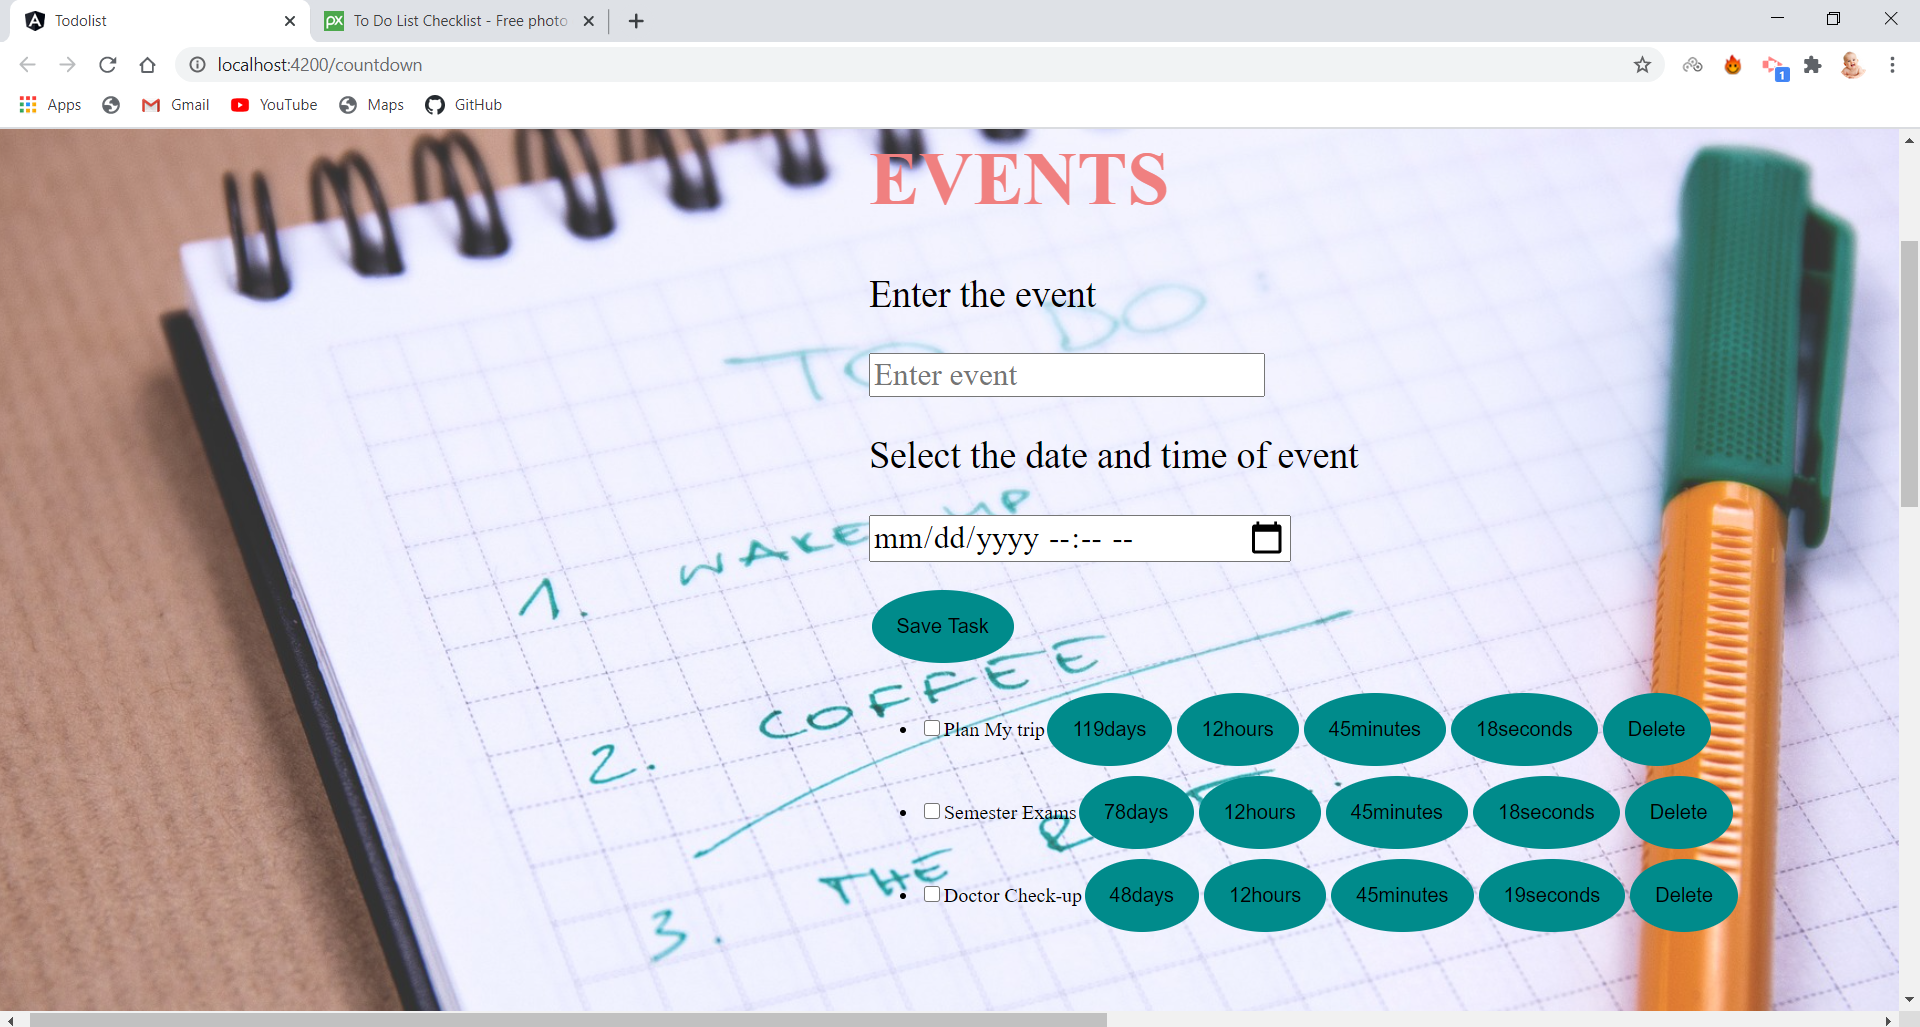 Todolist
To Do List Checklist - Free photo
localhost:4200/countdown
1
Apps Gmail YouTube Maps GitHub
EVENTS
TO DO :
Enter the event
Enter event
Select the date and time of event
mm/dd/yyyy --:-- --
1. WAKE UP
Save Task
2. COFFEE
Plan My trip 119days 12hours 45minutes 18seconds Delete
Semester Exams 78days 12hours 45minutes 18seconds Delete
Doctor Check-up 48days 12hours 45minutes 19seconds Delete
3. THE